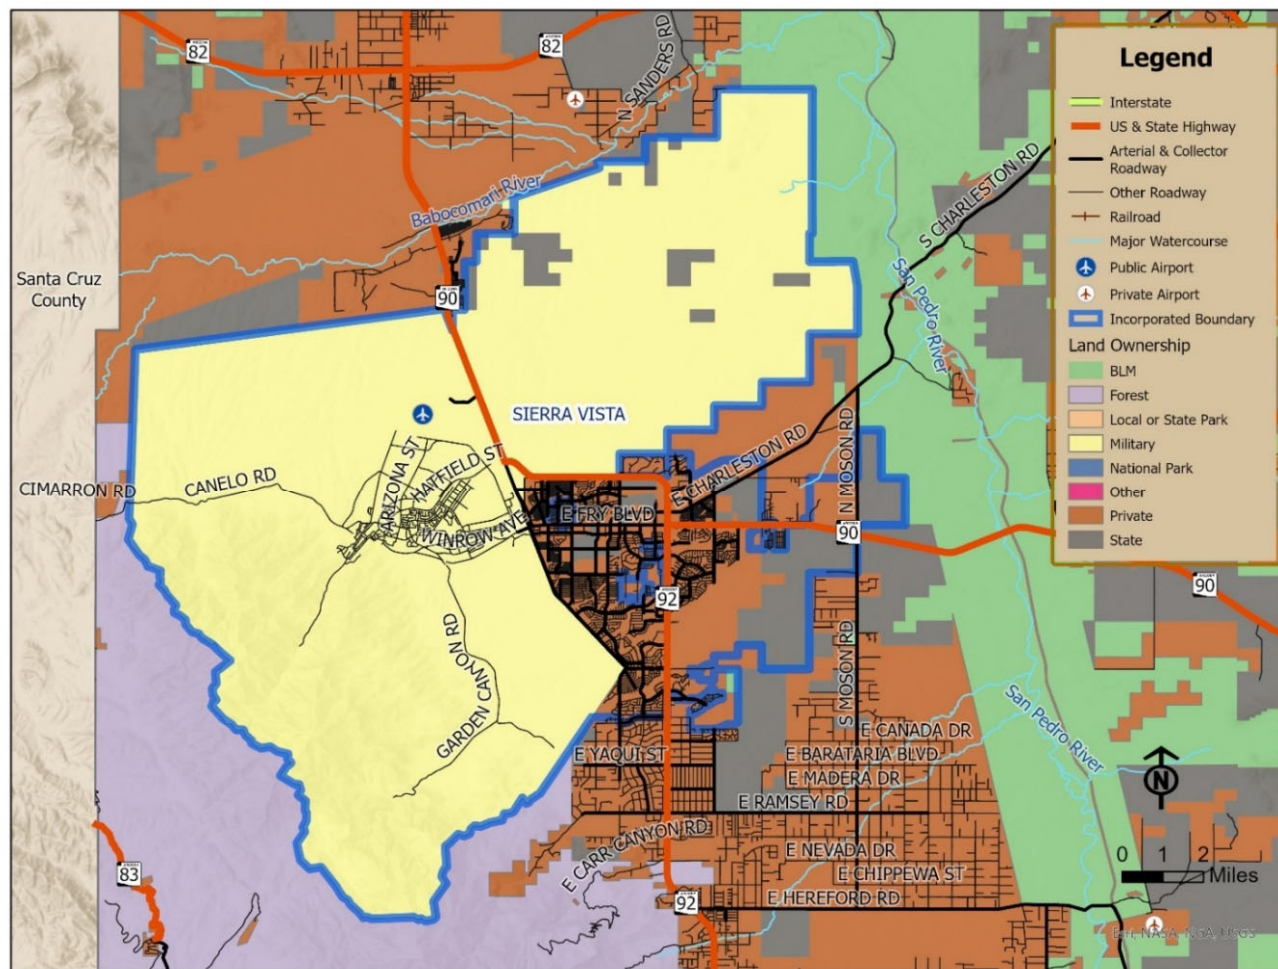 82
82
N SANDERS RD
Babocomari River
S CHARLESTON RD
Santa Cruz
County
90
San Pedro River
SIERRA VISTA
ARIZONA ST
HATFIELD ST
CANELO RD
CIMARRON RD
WINROW AVE
E FRY BLVD
E CHARLESTON RD
N MOSON RD
90
90
92
GARDEN CANYON RD
S MOSON RD
San Pedro River
E CANADA DR
E YAQUI ST
E BARATARIA BLVD
E MADERA DR
E RAMSEY RD
E CARR CANYON RD
E NEVADA DR
E CHIPPEWA ST
E HEREFORD RD
83
92
Legend
Interstate
US & State Highway
Arterial & Collector
Roadway
Other Roadway
Railroad
Major Watercourse
Public Airport
Private Airport
Incorporated Boundary
Land Ownership
BLM
Forest
Local or State Park
Military
National Park
Other
Private
State
N
0 1 2
Miles
Esri, NASA, NGA, USGS